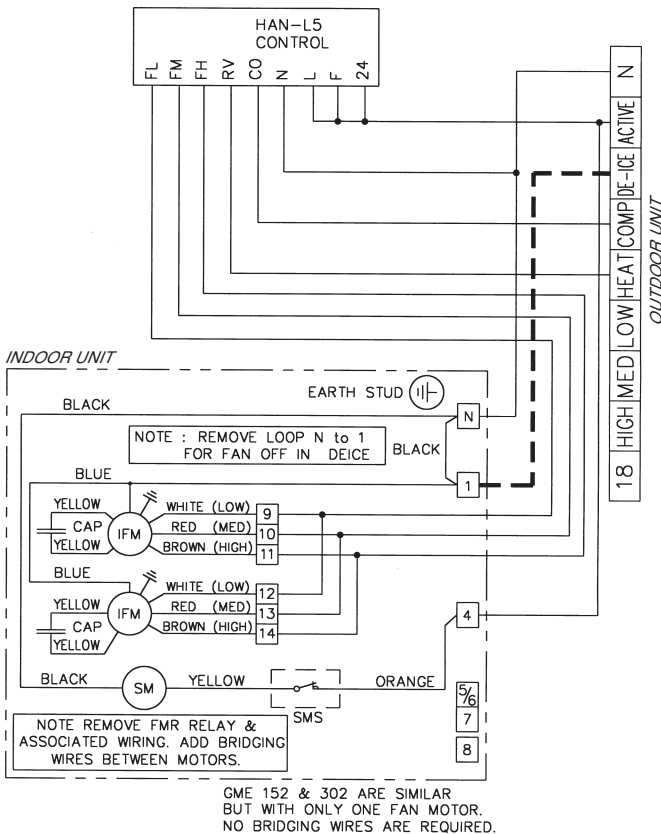 HAN-L5
CONTROL
FL FM FH RV CO N L F 24
N
ACTIVE
DE-ICE
COMP
HEAT
LOW
MED
HIGH
18
OUTDOOR UNIT
INDOOR UNIT
EARTH STUD
BLACK
N
NOTE : REMOVE LOOP N to 1
FOR FAN OFF IN DEICE
BLACK
BLUE
1
YELLOW
CAP
YELLOW
IFM
WHITE (LOW) 9
RED (MED) 10
BROWN (HIGH) 11
BLUE
YELLOW
CAP
YELLOW
IFM
WHITE (LOW) 12
RED (MED) 13
BROWN (HIGH) 14
4
BLACK
SM
YELLOW
SMS
ORANGE
5/6
7
8
NOTE REMOVE FMR RELAY &
ASSOCIATED WIRING. ADD BRIDGING
WIRES BETWEEN MOTORS.
GME 152 & 302 ARE SIMILAR
BUT WITH ONLY ONE FAN MOTOR.
NO BRIDGING WIRES ARE REQUIRED.